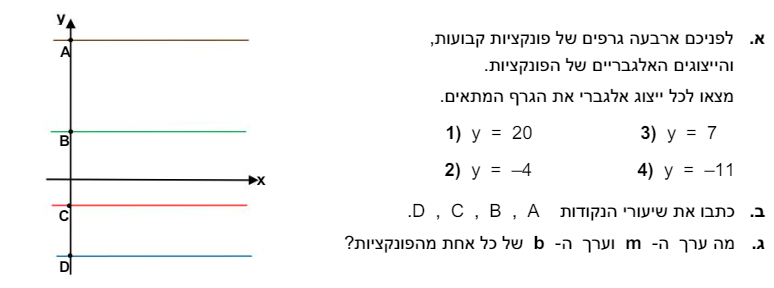 א. לפניכם ארבעה גרפים של פונקציות קבועות,
והייצוגים האלגבריים של הפונקציות.
מצאו לכל ייצוג אלגברי את הגרף המתאים.
1) y = 20 3) y = 7
2) y = –4 4) y = –11
ב. כתבו את שיעורי הנקודות D , C , B , A.
ג. מה ערך ה- m וערך ה- b של כל אחת מהפונקציות?
y
A
B
x
C
D